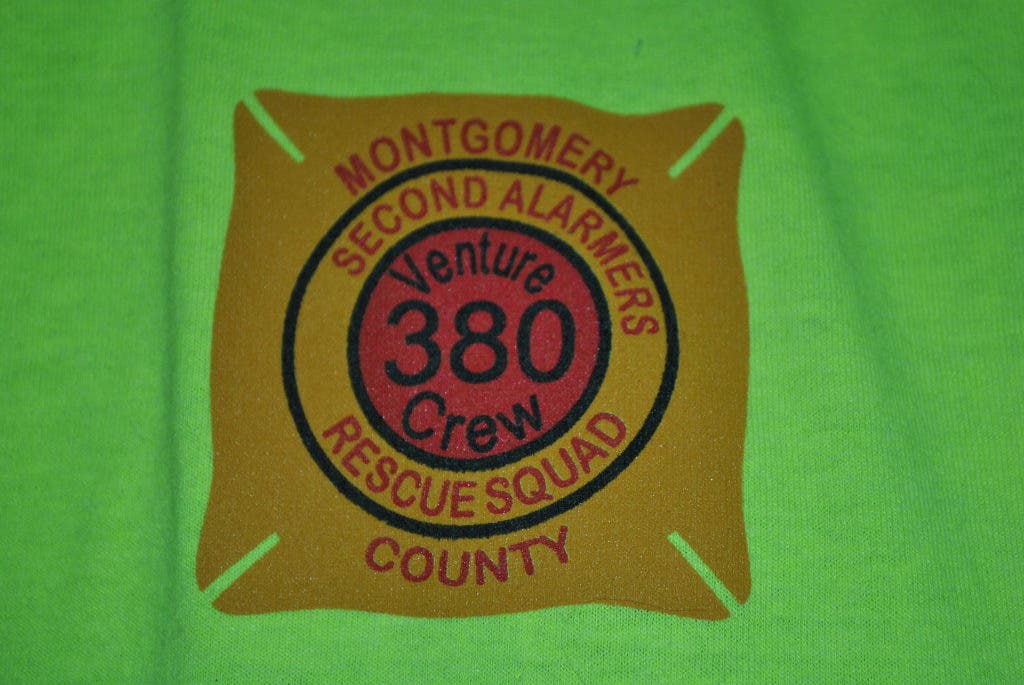 MONTGOMERY
SECOND ALARMERS
Venture
380
Crew
RESCUE SQUAD
COUNTY